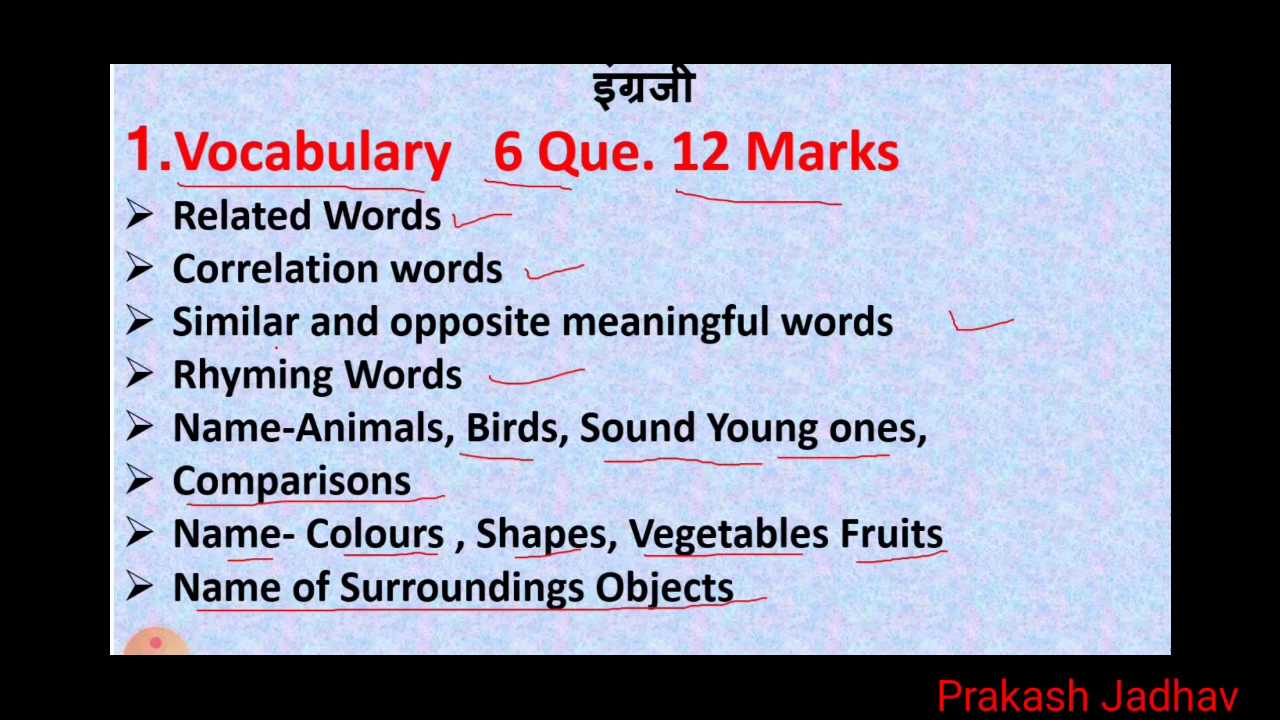 इंग्रजी
1.Vocabulary 6 Que. 12 Marks
➢ Related Words
➢ Correlation words
➢ Similar and opposite meaningful words
➢ Rhyming Words
➢ Name-Animals, Birds, Sound Young ones,
➢ Comparisons
➢ Name- Colours , Shapes, Vegetables Fruits
➢ Name of Surroundings Objects
Prakash Jadhav